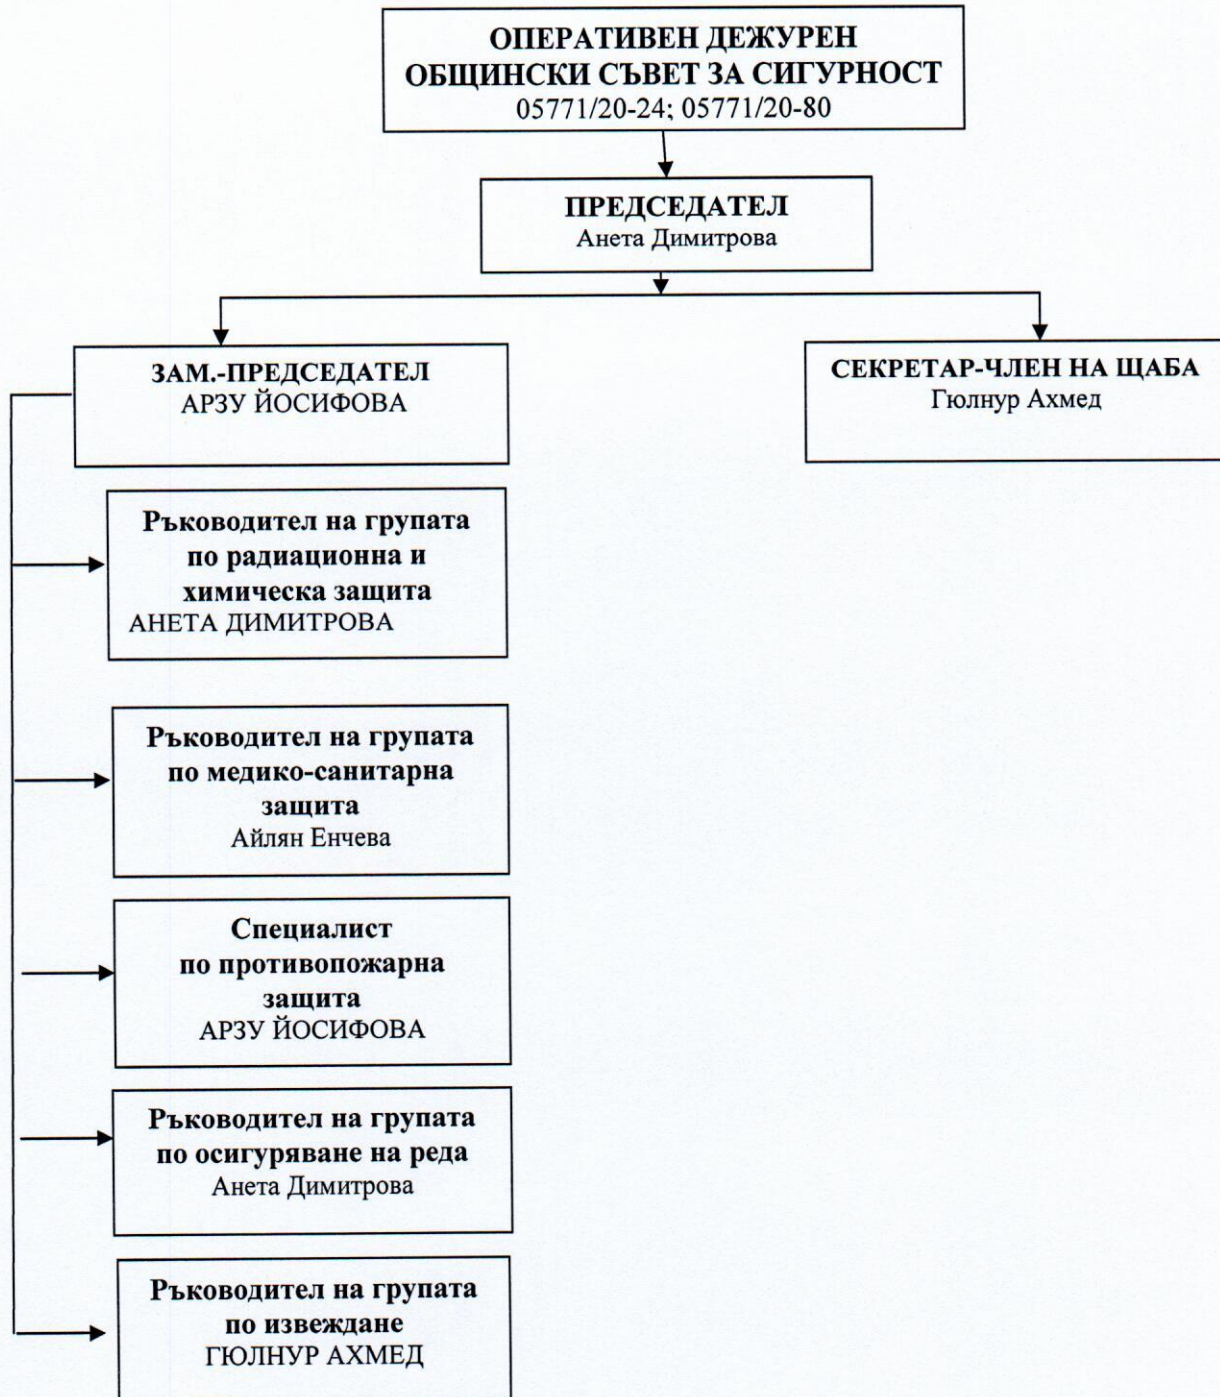 ОПЕРАТИВЕН ДЕЖУРЕН
ОБЩИНСКИ СЪВЕТ ЗА СИГУРНОСТ
05771/20-24; 05771/20-80
ПРЕДСЕДАТЕЛ
Анета Димитрова
ЗАМ.-ПРЕДСЕДАТЕЛ
АРЗУ ЙОСИФОВА
СЕКРЕТАР-ЧЛЕН НА ЩАБА
Гюлнур Ахмед
Ръководител на групата
по радиационна и
химическа защита
АНЕТА ДИМИТРОВА
Ръководител на групата
по медико-санитарна
защита
Айлян Енчева
Специалист
по противопожарна
защита
АРЗУ ЙОСИФОВА
Ръководител на групата
по осигуряване на реда
Анета Димитрова
Ръководител на групата
по извеждане
ГЮЛНУР АХМЕД